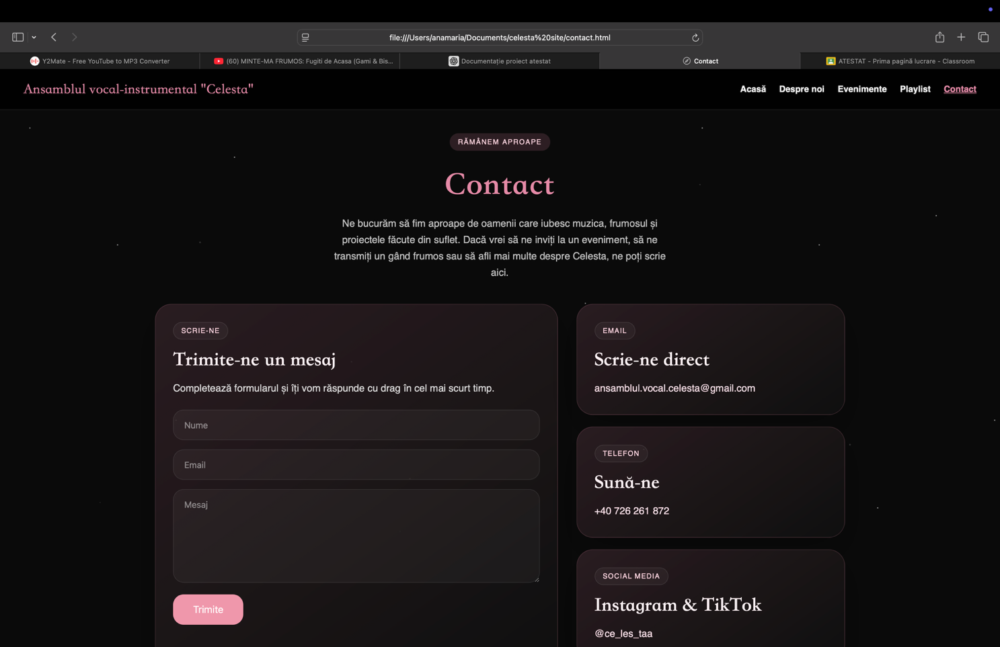 file:///Users/anamaria/Documents/celesta%20site/contact.html
Y2Mate - Free YouTube to MP3 Converter
(60) MINTE-MA FRUMOS: Fugiti de Acasa (Gami & Bis...
Documentație proiect atestat
Contact
ATESTAT - Prima pagină lucrare - Classroom
Ansamblul vocal-instrumental "Celesta"
Acasă
Despre noi
Evenimente
Playlist
Contact
RĂMÂNEM APROAPE
Contact
Ne bucurăm să fim aproape de oamenii care iubesc muzica, frumosul și
proiectele făcute din suflet. Dacă vrei să ne inviți la un eveniment, să ne
transmiți un gând frumos sau să afli mai multe despre Celesta, ne poți scrie
aici.
SCRIE-NE
Trimite-ne un mesaj
Completează formularul și îți vom răspunde cu drag în cel mai scurt timp.
Nume
Email
Mesaj
Trimite
EMAIL
Scrie-ne direct
ansamblul.vocal.celesta@gmail.com
TELEFON
Sună-ne
+40 726 261 872
SOCIAL MEDIA
Instagram & TikTok
@ce_les_taa